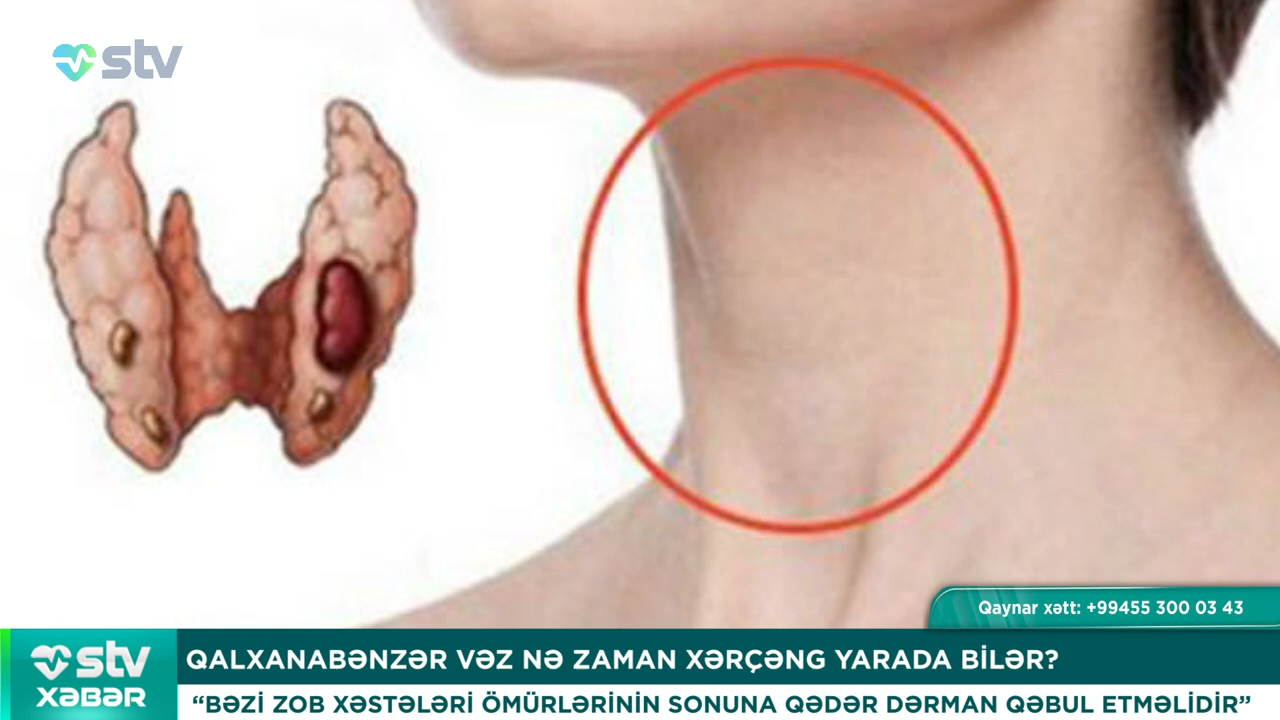 stv
Qaynar xətt: +99455 300 03 43
stv
XƏBƏR
QALXANABƏNZƏR VƏZ NƏ ZAMAN XƏRÇƏNG YARADA BİLƏR?
“BƏZİ ZOB XƏSTƏLƏRİ ÖMÜRLƏRİNİN SONUNA QƏDƏR DƏRMAN QƏBUL ETMƏLİDİR”